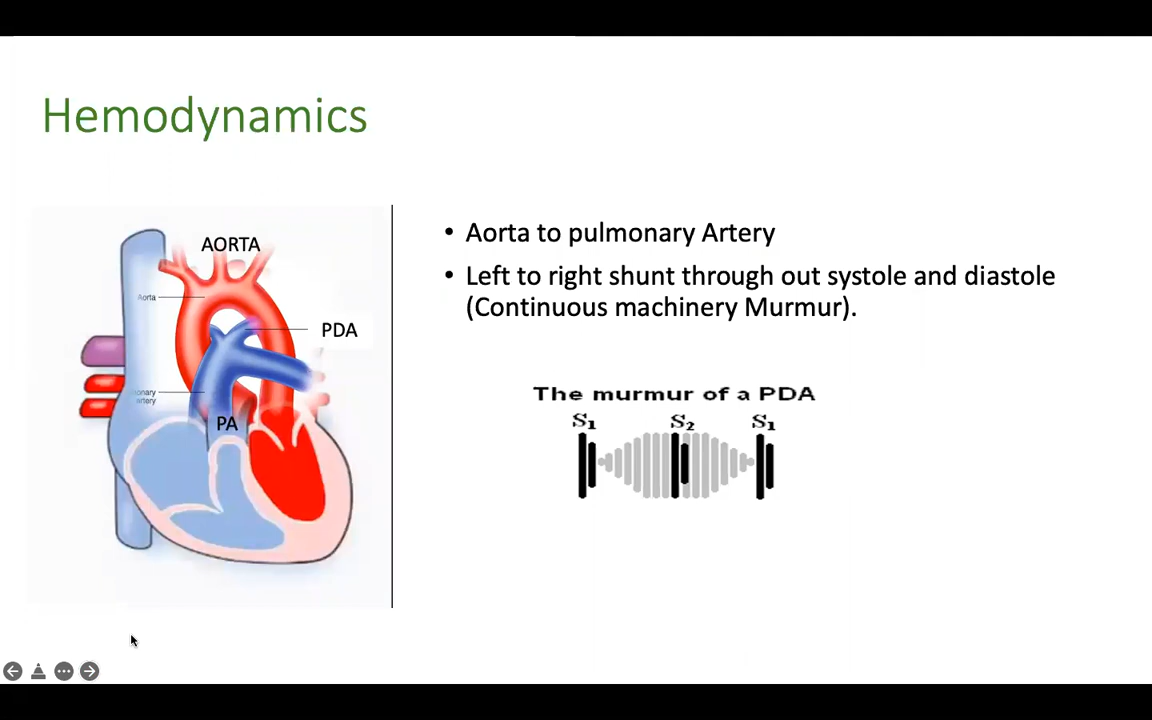 Hemodynamics
AORTA
Aorta
PDA
onary
artery
PA
• Aorta to pulmonary Artery
• Left to right shunt through out systole and diastole
(Continuous machinery Murmur).
The murmur of a PDA
S₁ S₂ S₁